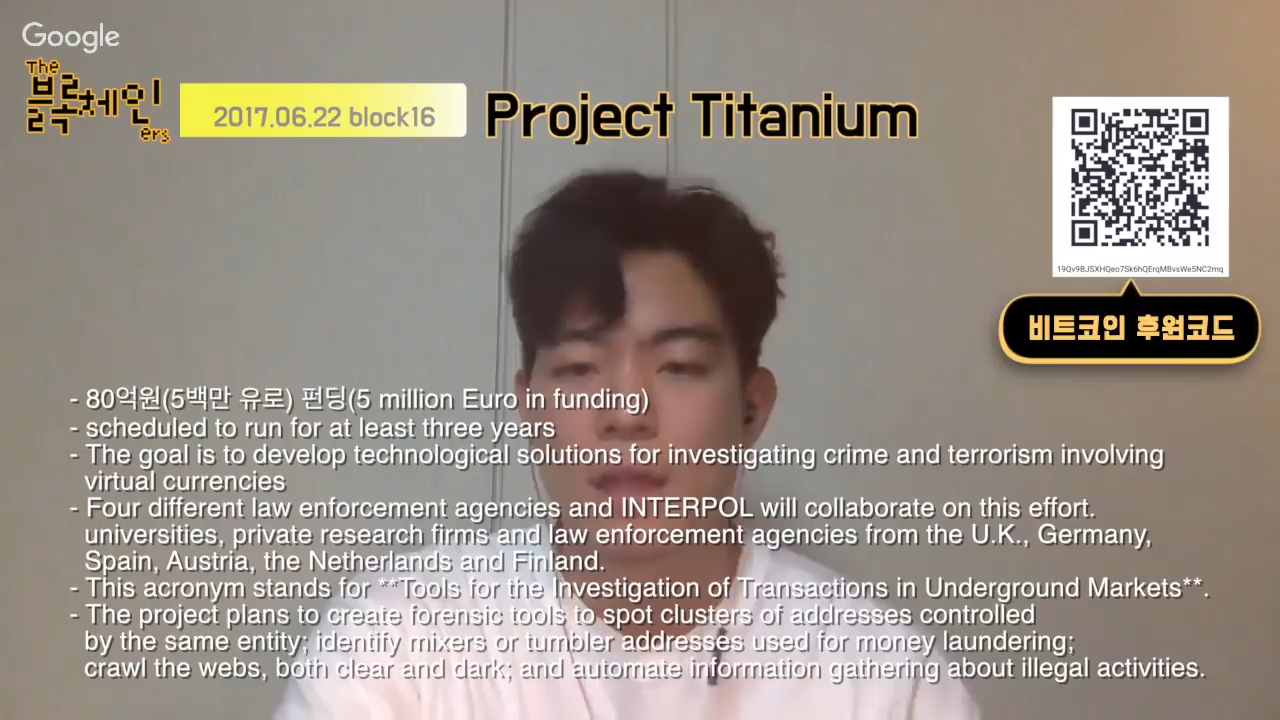 Google
The
블록체인
ers
2017.06.22 block16
Project Titanium
19Qv9BJSXHQeo7Sk6hQErqMBvsWe5NC2mq
비트코인 후원코드
- 80억원(5백만 유로) 펀딩(5 million Euro in funding)
- scheduled to run for at least three years
- The goal is to develop technological solutions for investigating crime and terrorism involving
virtual currencies
- Four different law enforcement agencies and INTERPOL will collaborate on this effort.
universities, private research firms and law enforcement agencies from the U.K., Germany,
Spain, Austria, the Netherlands and Finland.
- This acronym stands for **Tools for the Investigation of Transactions in Underground Markets**.
- The project plans to create forensic tools to spot clusters of addresses controlled
by the same entity; identify mixers or tumbler addresses used for money laundering;
crawl the webs, both clear and dark; and automate information gathering about illegal activities.